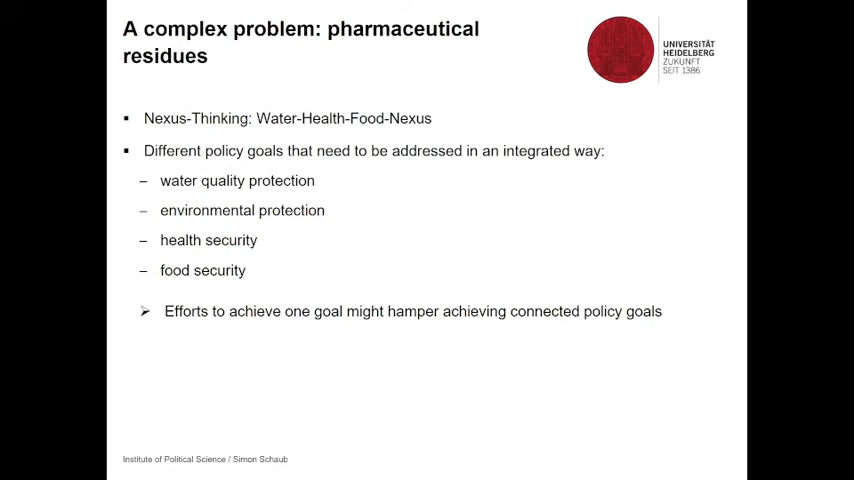 A complex problem: pharmaceutical
residues
UNIVERSITÄT
HEIDELBERG
ZUKUNFT
SEIT 1386
▪ Nexus-Thinking: Water-Health-Food-Nexus
▪ Different policy goals that need to be addressed in an integrated way:
– water quality protection
– environmental protection
– health security
– food security
➢ Efforts to achieve one goal might hamper achieving connected policy goals
Institute of Political Science / Simon Schaub